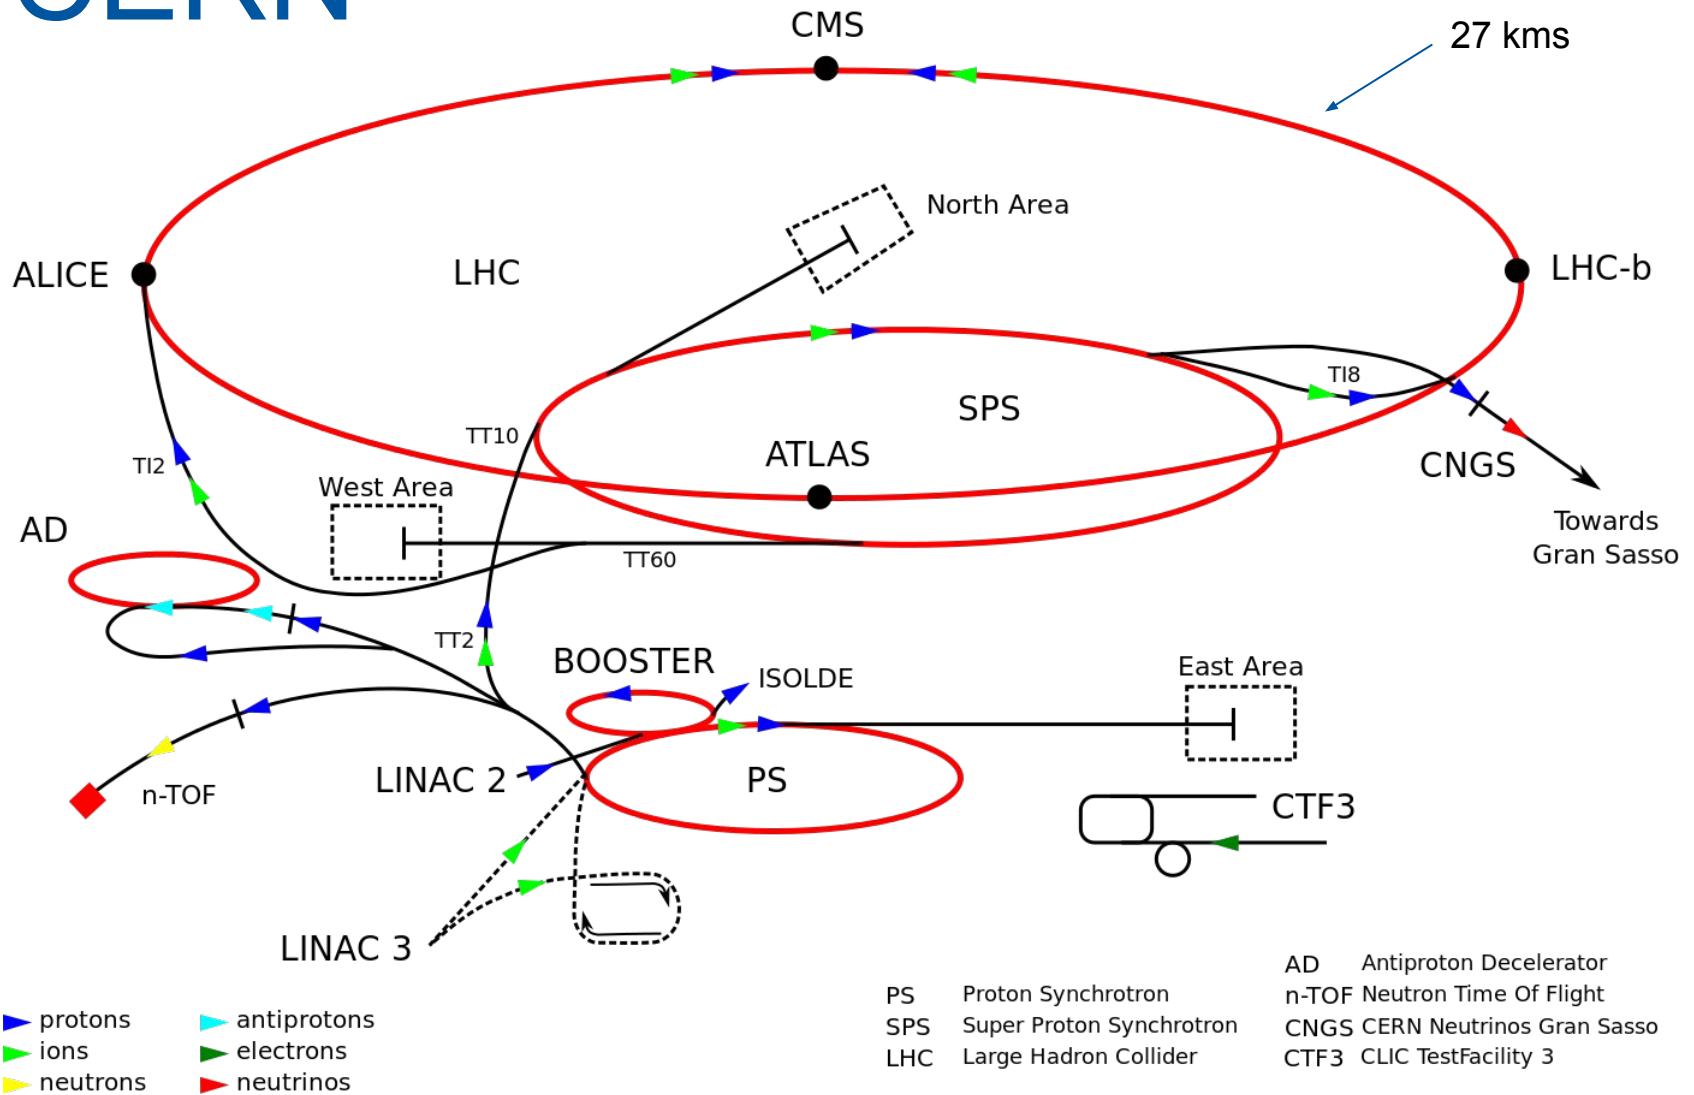 CERN
CMS
27 kms
North Area
ALICE
LHC
LHC-b
TI8
SPS
TT10
ATLAS
TI2
CNGS
West Area
AD
Towards
Gran Sasso
TT60
TT2
BOOSTER
ISOLDE
East Area
LINAC 2
PS
n-TOF
CTF3
LINAC 3
protons
ions
neutrons
antiprotons
electrons
neutrinos
PS Proton Synchrotron
SPS Super Proton Synchrotron
LHC Large Hadron Collider
AD Antiproton Decelerator
n-TOF Neutron Time Of Flight
CNGS CERN Neutrinos Gran Sasso
CTF3 CLIC TestFacility 3